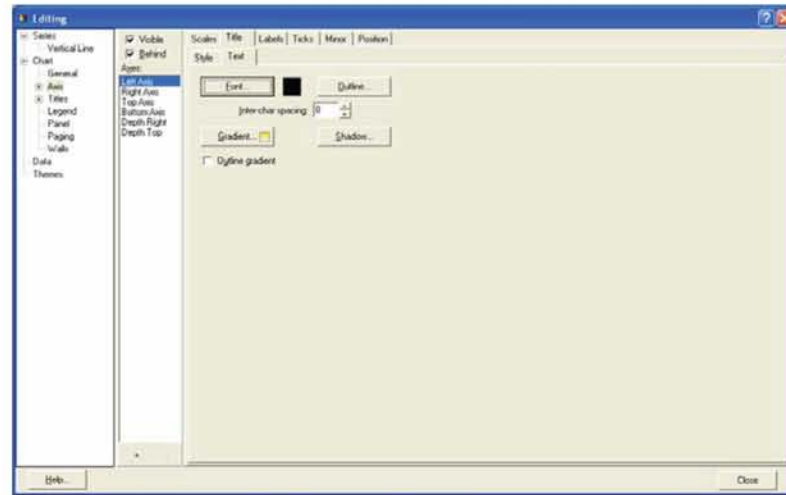 Editing
Series
Vertical Line
Chart
General
Axis
Titles
Legend
Panel
Paging
Walls
Data
Themes
Visible
Behind
Axes:
Left Axis
Right Axis
Top Axis
Bottom Axis
Depth Right
Depth Top
Scales Title Labels Ticks Minor Position
Style Text
Font... Outline...
Inter-char spacing: 0
Gradient... Shadow...
Outline gradient
Help... Close